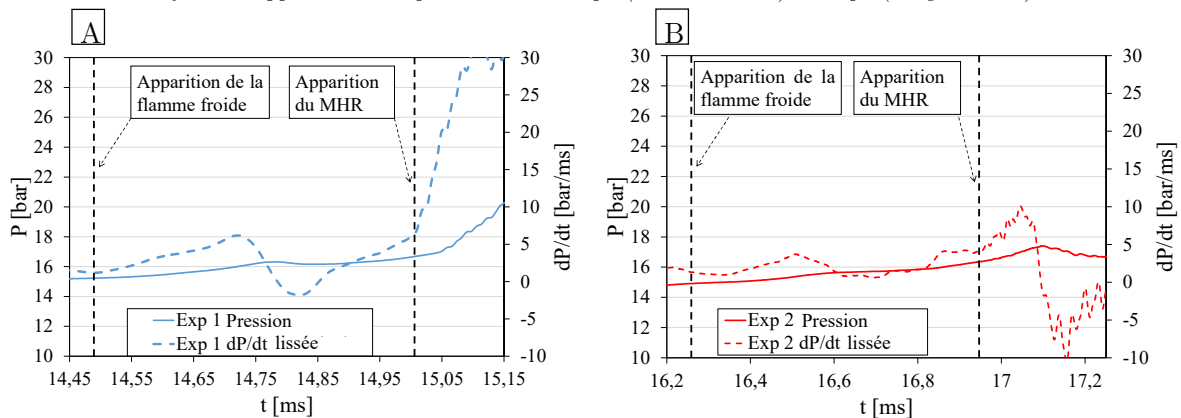 A
30
28
26
24
22
20
18
16
14
12
10
P [bar]
Apparition de la
flamme froide
Apparition
du MHR
30
25
20
15
10
5
0
-5
-10
dP/dt [bar/ms]
Exp 1 Pression
Exp 1 dP/dt lissée
14,45 14,55 14,65 14,75 14,85 14,95 15,05 15,15
t [ms]
B
30
28
26
24
22
20
18
16
14
12
10
P [bar]
Apparition de la
flamme froide
Apparition
du MHR
30
25
20
15
10
5
0
-5
-10
dP/dt [bar/ms]
Exp 2 Pression
Exp 2 dP/dt lissée
16,2 16,4 16,6 16,8 17 17,2
t [ms]